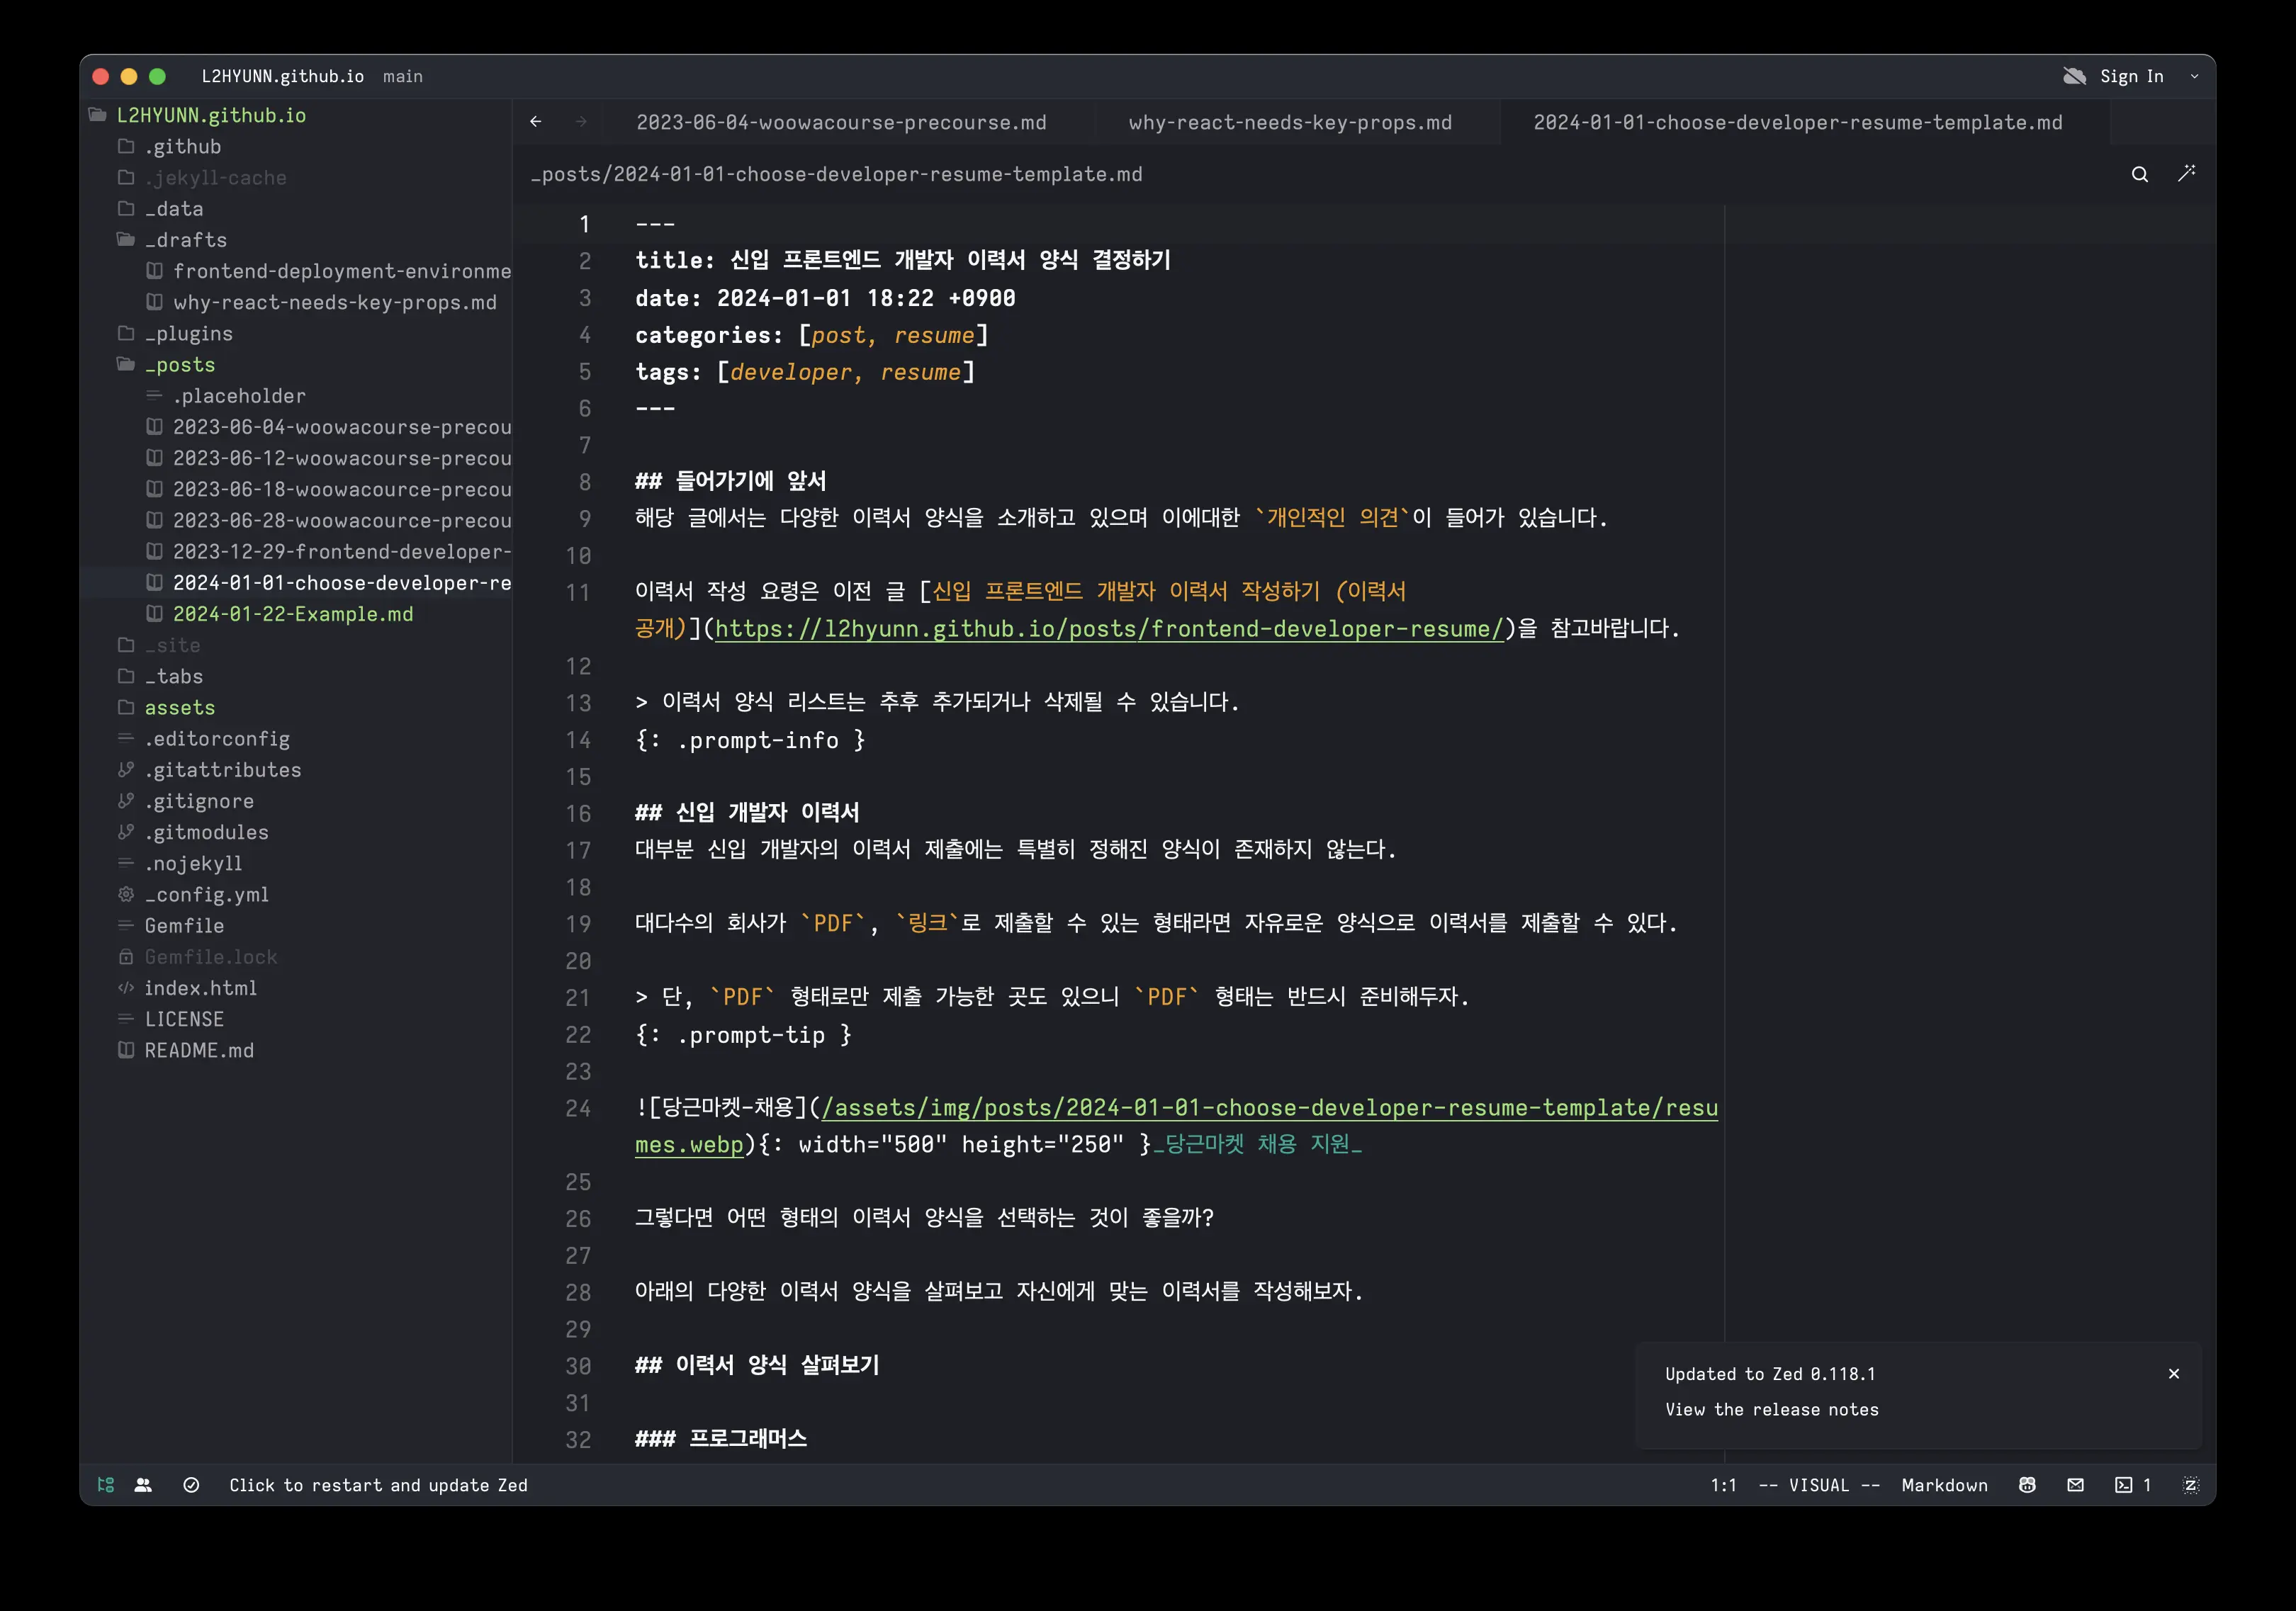 L2HYUNN.github.io main
Sign In
L2HYUNN.github.io
.github
.jekyll-cache
_data
_drafts
frontend-deployment-environme
why-react-needs-key-props.md
_plugins
_posts
.placeholder
2023-06-04-woowacourse-precou
2023-06-12-woowacourse-precou
2023-06-18-woowacource-precou
2023-06-28-woowacource-precou
2023-12-29-frontend-developer-
2024-01-01-choose-developer-re
2024-01-22-Example.md
_site
_tabs
assets
.editorconfig
.gitattributes
.gitignore
.gitmodules
.nojekyll
_config.yml
Gemfile
Gemfile.lock
index.html
LICENSE
README.md
2023-06-04-woowacourse-precourse.md
why-react-needs-key-props.md
2024-01-01-choose-developer-resume-template.md
_posts/2024-01-01-choose-developer-resume-template.md
1 ---
2 title: 신입 프론트엔드 개발자 이력서 양식 결정하기
3 date: 2024-01-01 18:22 +0900
4 categories: [post, resume]
5 tags: [developer, resume]
6 ---
7
8 ## 들어가기에 앞서
9 해당 글에서는 다양한 이력서 양식을 소개하고 있으며 이에대한 `개인적인 의견`이 들어가 있습니다.
10
11 이력서 작성 요령은 이전 글 [신입 프론트엔드 개발자 이력서 작성하기 (이력서
공개)](https://l2hyunn.github.io/posts/frontend-developer-resume/)을 참고바랍니다.
12
13 > 이력서 양식 리스트는 추후 추가되거나 삭제될 수 있습니다.
14 {: .prompt-info }
15
16 ## 신입 개발자 이력서
17 대부분 신입 개발자의 이력서 제출에는 특별히 정해진 양식이 존재하지 않는다.
18
19 대다수의 회사가 `PDF`, `링크`로 제출할 수 있는 형태라면 자유로운 양식으로 이력서를 제출할 수 있다.
20
21 > 단, `PDF` 형태로만 제출 가능한 곳도 있으니 `PDF` 형태는 반드시 준비해두자.
22 {: .prompt-tip }
23
24 ![당근마켓-채용](/assets/img/posts/2024-01-01-choose-developer-resume-template/resu
mes.webp){: width="500" height="250" }_당근마켓 채용 지원_
25
26 그렇다면 어떤 형태의 이력서 양식을 선택하는 것이 좋을까?
27
28 아래의 다양한 이력서 양식을 살펴보고 자신에게 맞는 이력서를 작성해보자.
29
30 ## 이력서 양식 살펴보기
31
32 ### 프로그래머스
Updated to Zed 0.118.1
View the release notes
Click to restart and update Zed
1:1 -- VISUAL -- Markdown 1